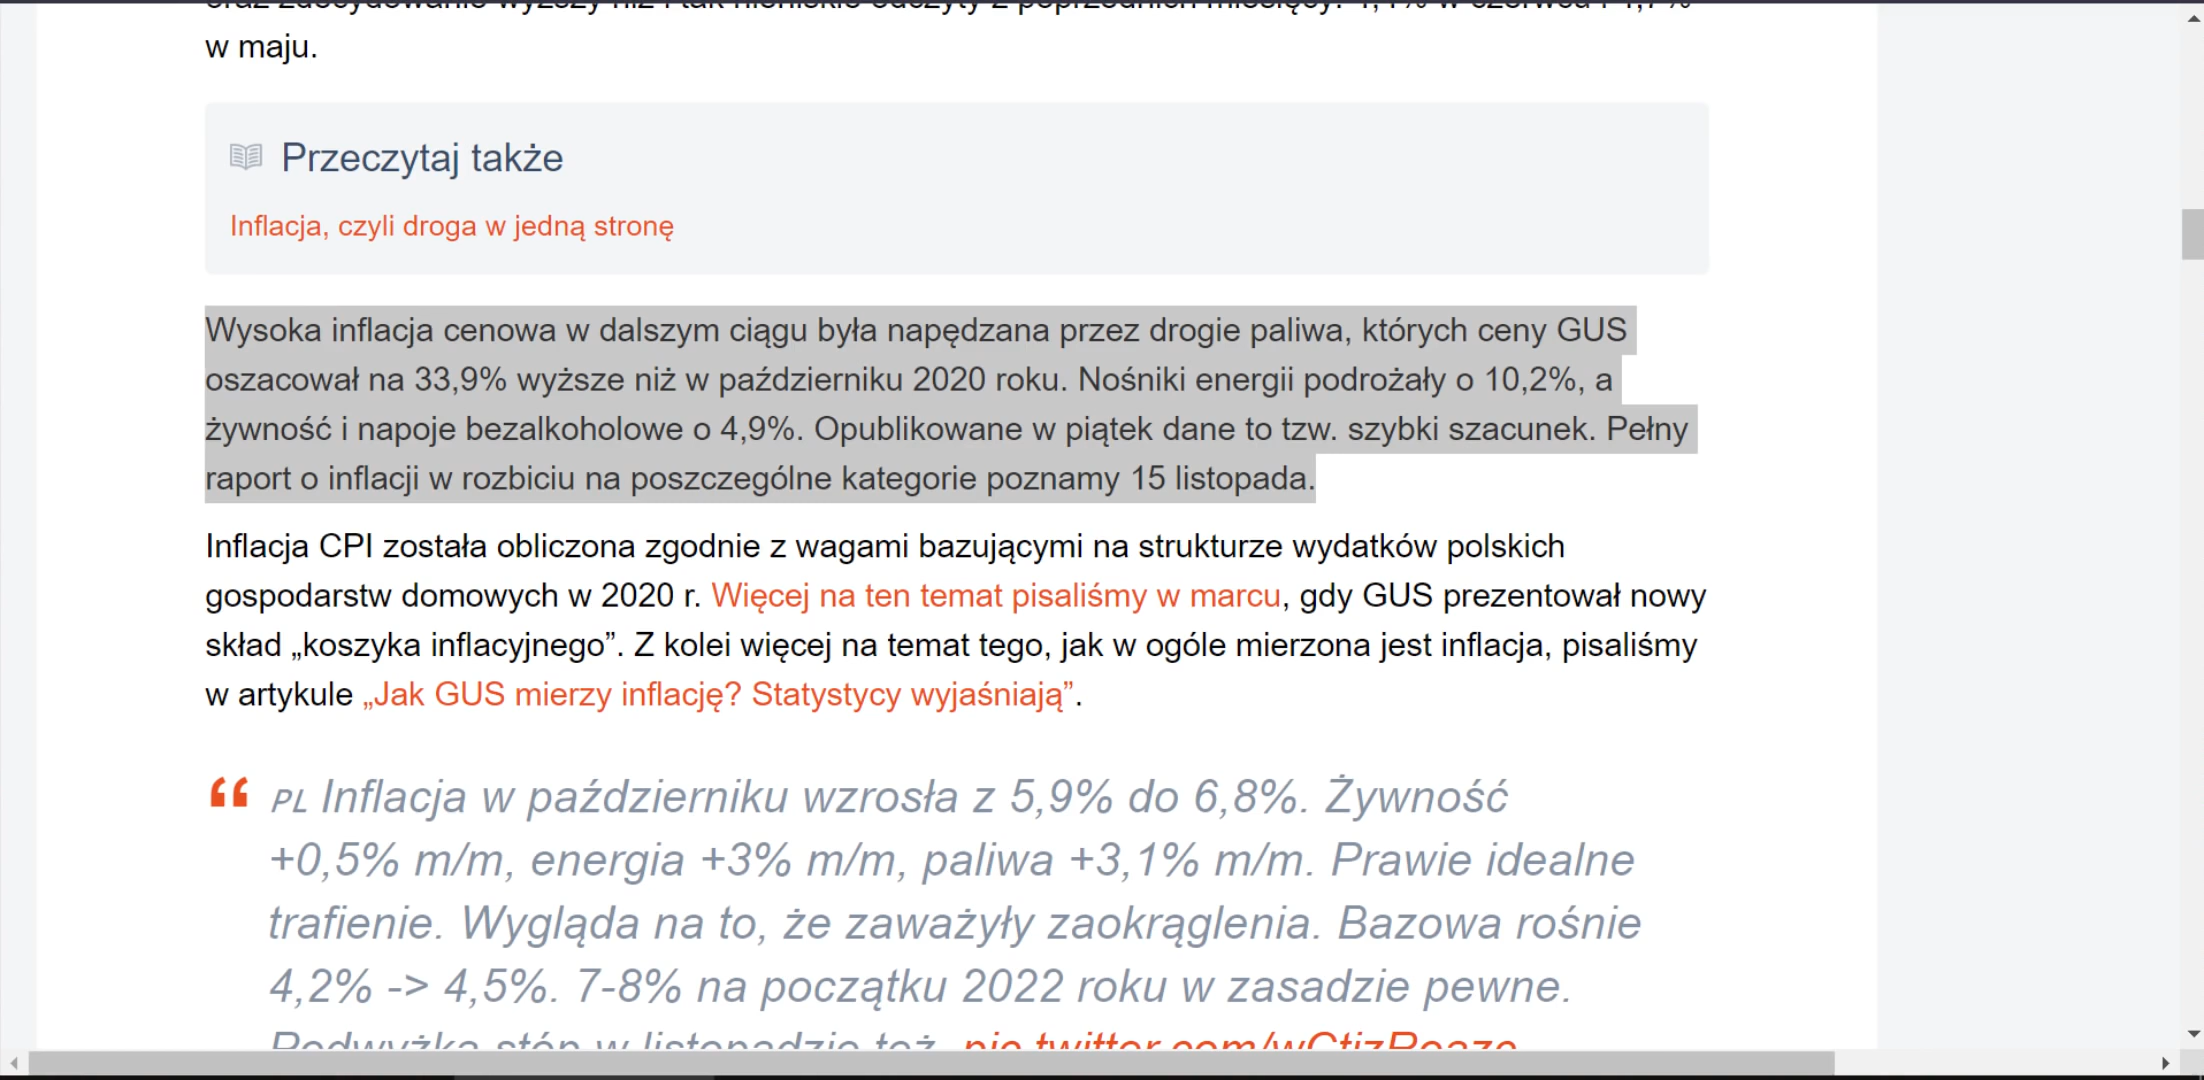 w maju.
Przeczytaj także
Inflacja, czyli droga w jedną stronę
Wysoka inflacja cenowa w dalszym ciągu była napędzana przez drogie paliwa, których ceny GUS
oszacował na 33,9% wyższe niż w październiku 2020 roku. Nośniki energii podrożały o 10,2%, a
żywność i napoje bezalkoholowe o 4,9%. Opublikowane w piątek dane to tzw. szybki szacunek. Pełny
raport o inflacji w rozbiciu na poszczególne kategorie poznamy 15 listopada.
Inflacja CPI została obliczona zgodnie z wagami bazującymi na strukturze wydatków polskich
gospodarstw domowych w 2020 r. Więcej na ten temat pisaliśmy w marcu, gdy GUS prezentował nowy
skład „koszyka inflacyjnego”. Z kolei więcej na temat tego, jak w ogóle mierzona jest inflacja, pisaliśmy
w artykule „Jak GUS mierzy inflację? Statystycy wyjaśniają”.
“ PL Inflacja w październiku wzrosła z 5,9% do 6,8%. Żywność
+0,5% m/m, energia +3% m/m, paliwa +3,1% m/m. Prawie idealne
trafienie. Wygląda na to, że zaważyły zaokrąglenia. Bazowa rośnie
4,2% -> 4,5%. 7-8% na początku 2022 roku w zasadzie pewne.
Podwyżka stóp w listopadzie też.